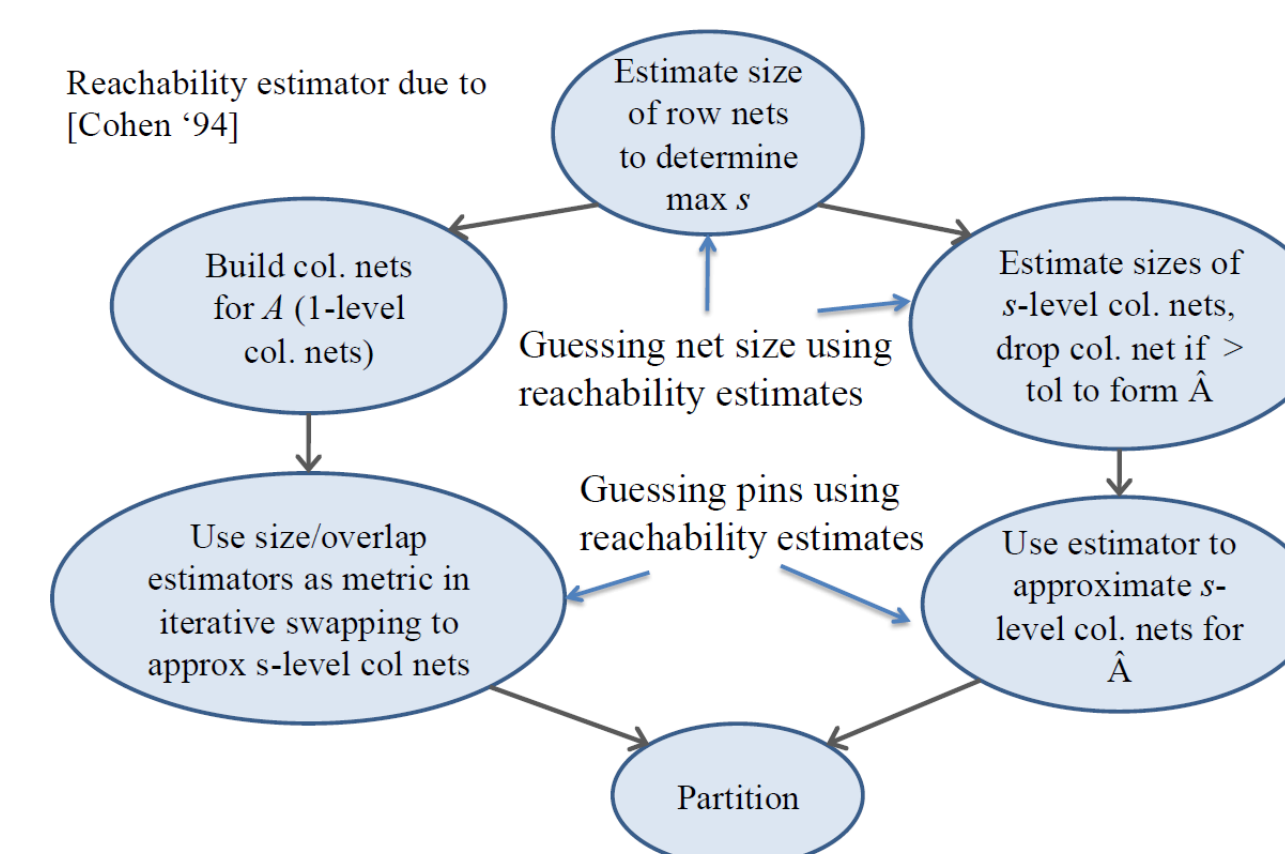 Reachability estimator due to
[Cohen ‘94]
Estimate size
of row nets
to determine
max s
Build col. nets
for A (1-level
col. nets)
Estimate sizes of
s-level col. nets,
drop col. net if >
tol to form Â
Guessing net size using
reachability estimates
Guessing pins using
reachability estimates
Use size/overlap
estimators as metric in
iterative swapping to
approx s-level col nets
Use estimator to
approximate s-
level col. nets for
Â
Partition